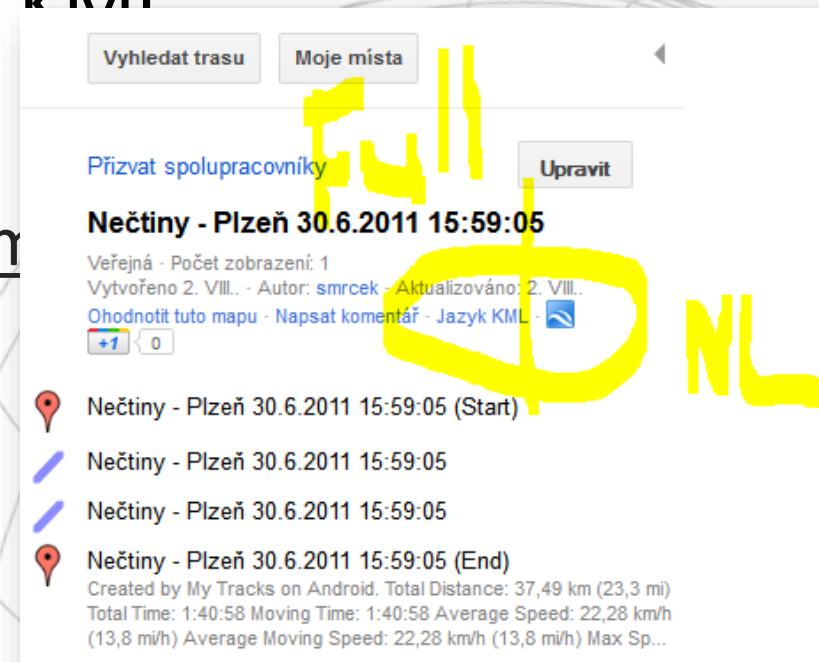 Vyhledat trasu Moje místa
Full
Přizvat spolupracovníky Upravit
Nečtiny - Plzeň 30.6.2011 15:59:05
Veřejná · Počet zobrazení: 1
Vytvořeno 2. VIII.. · Autor: smrcek · Aktualizováno: 2. VIII..
Ohodnotit tuto mapu · Napsat komentář · Jazyk KML ·
+1 0
NL
Nečtiny - Plzeň 30.6.2011 15:59:05 (Start)
Nečtiny - Plzeň 30.6.2011 15:59:05
Nečtiny - Plzeň 30.6.2011 15:59:05
Nečtiny - Plzeň 30.6.2011 15:59:05 (End)
Created by My Tracks on Android. Total Distance: 37,49 km (23,3 mi)
Total Time: 1:40:58 Moving Time: 1:40:58 Average Speed: 22,28 km/h
(13,8 mi/h) Average Moving Speed: 22,28 km/h (13,8 mi/h) Max Sp...